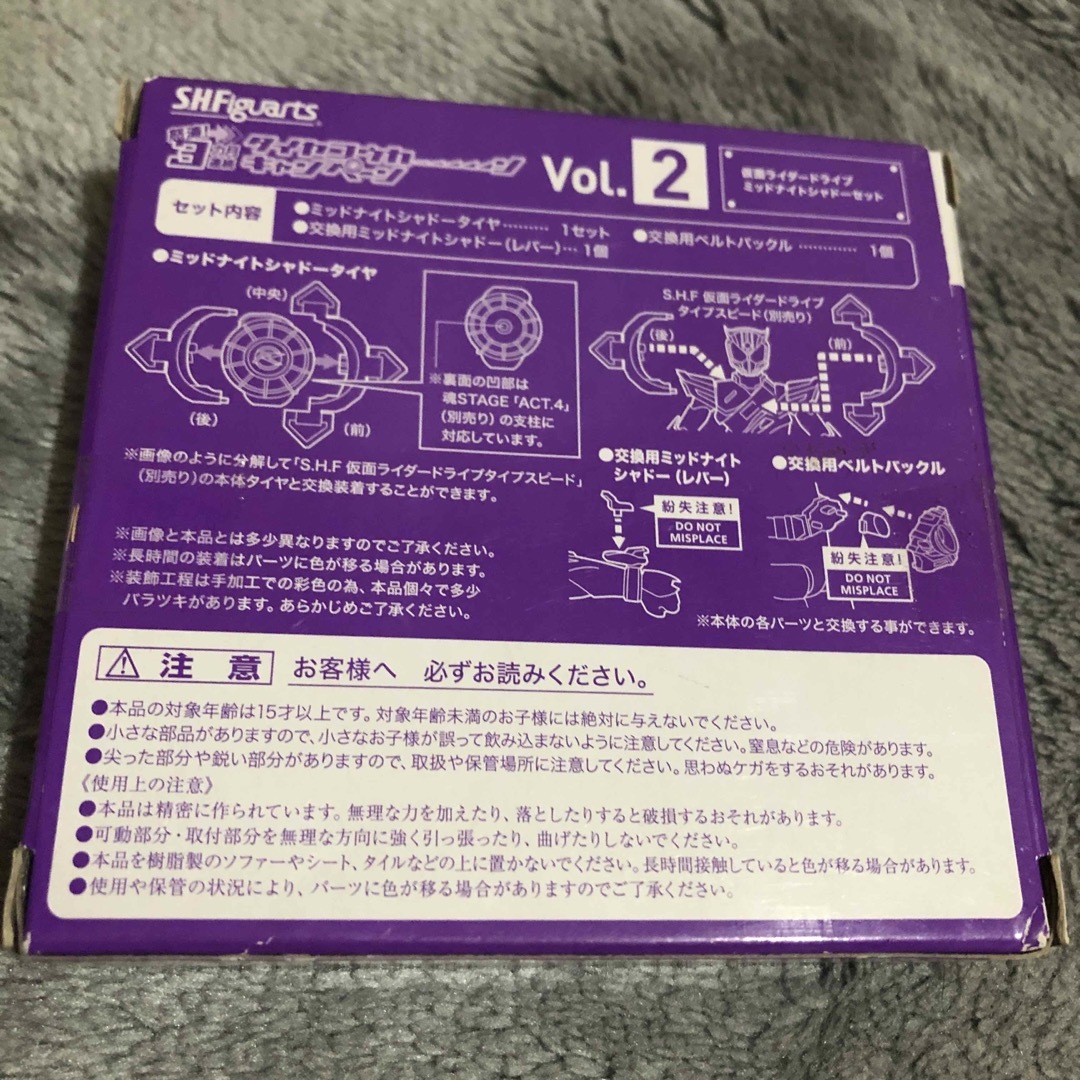 S.H.Figuarts
怒涛!
3
タイヤコウカーーーーン
キャンペーン
Vol. 2
仮面ライダードライブ
ミッドナイトシャドーセット
セット内容
●ミッドナイトシャドータイヤ……… 1セット
●交換用ミッドナイトシャドー(レバー)… 1個
●交換用ベルトバックル ………… 1個
●ミッドナイトシャドータイヤ
(中央)
(後)
(前)
※裏面の凹部は
魂STAGE「ACT.4」
(別売り)の支柱に
対応しています。
S.H.F 仮面ライダードライブ
タイプスピード(別売り)
(後)
(前)
※画像のように分解して「S.H.F 仮面ライダードライブタイプスピード」
(別売り)の本体タイヤと交換装着することができます。
※画像と本品とは多少異なりますのでご了承ください。
※長時間の装着はパーツに色が移る場合があります。
※装飾工程は手加工での彩色の為、本品個々で多少
バラツキがあります。あらかじめご了承ください。
●交換用ミッドナイト
シャドー(レバー)
紛失注意!
DO NOT
MISPLACE
●交換用ベルトバックル
紛失注意!
DO NOT
MISPLACE
※本体の各パーツと交換する事ができます。
⚠注意 お客様へ 必ずお読みください。
●本品の対象年齢は15才以上です。対象年齢未満のお子様には絶対に与えないでください。
●小さな部品がありますので、小さなお子様が誤って飲み込まないように注意してください。窒息などの危険があります。
●尖った部分や鋭い部分がありますので、取扱や保管場所に注意してください。思わぬケガをするおそれがあります。
《使用上の注意》
●本品は精密に作られています。無理な力を加えたり、落としたりすると破損するおそれがあります。
●可動部分・取付部分を無理な方向に強く引っ張ったり、曲げたりしないでください。
●本品を樹脂製のソファーやシート、タイルなどの上に置かないでください。長時間接触していると色が移る場合があります。
●使用や保管の状況により、パーツに色が移る場合がありますのでご了承ください。